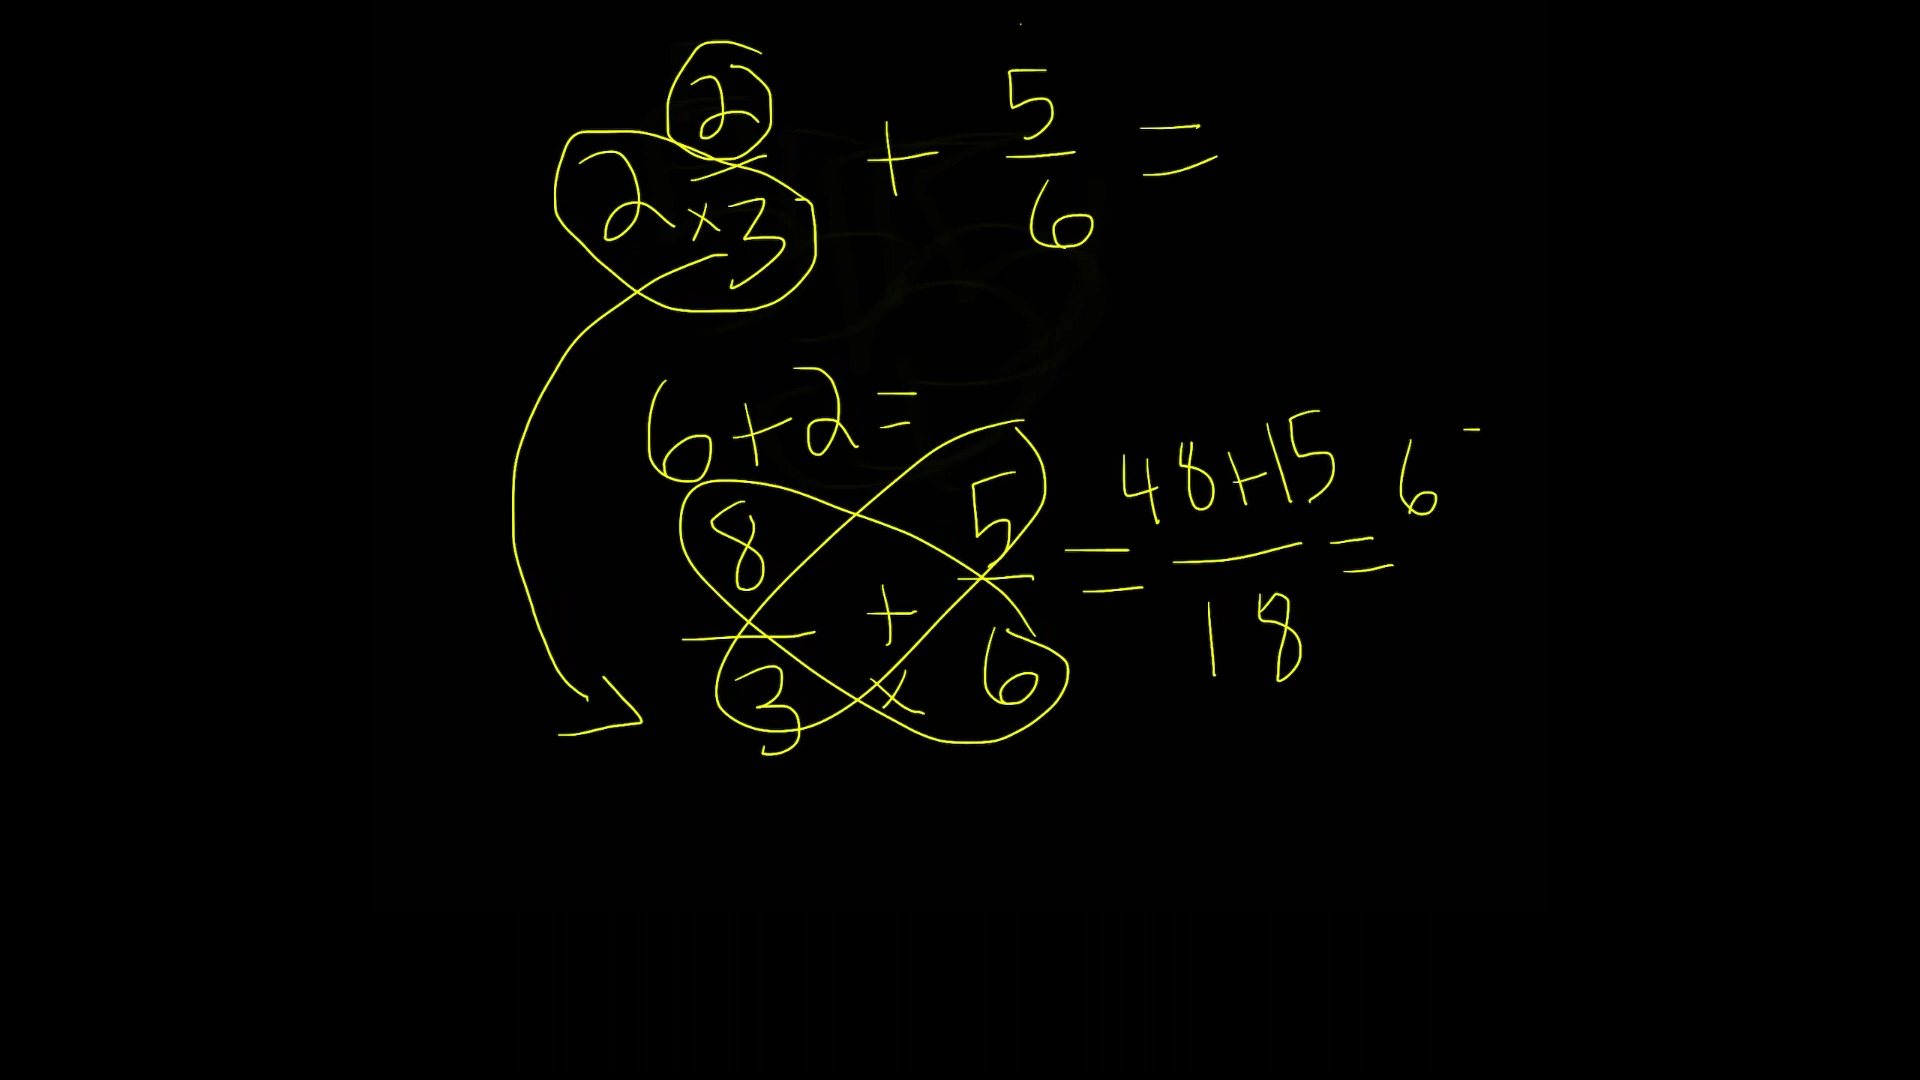 2 2/×3 + 5/6 =
6+2=
8/3 + × 5/6 = 48+15/18 = 6